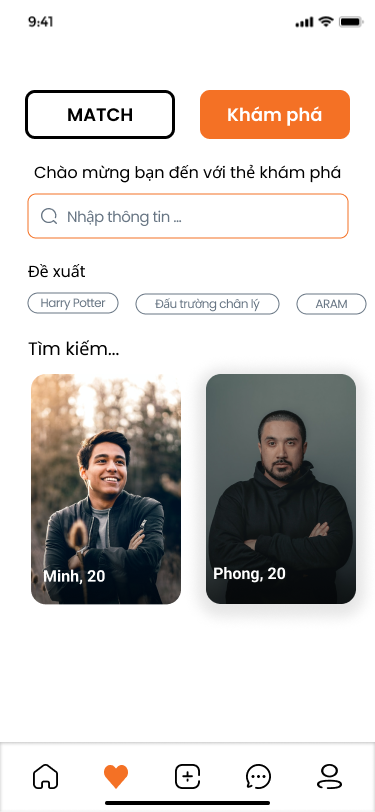 9:41
MATCH
Khám phá
Chào mừng bạn đến với thẻ khám phá
Nhập thông tin ...
Đề xuất
Harry Potter
Đấu trường chân lý
ARAM
Tìm kiếm...
Minh, 20
Phong, 20